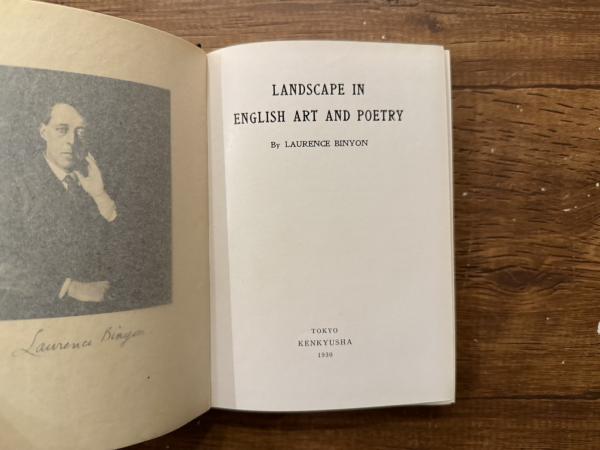 Laurence Binyon.
LANDSCAPE IN
ENGLISH ART AND POETRY
By LAURENCE BINYON
TOKYO
KENKYUSHA
1930